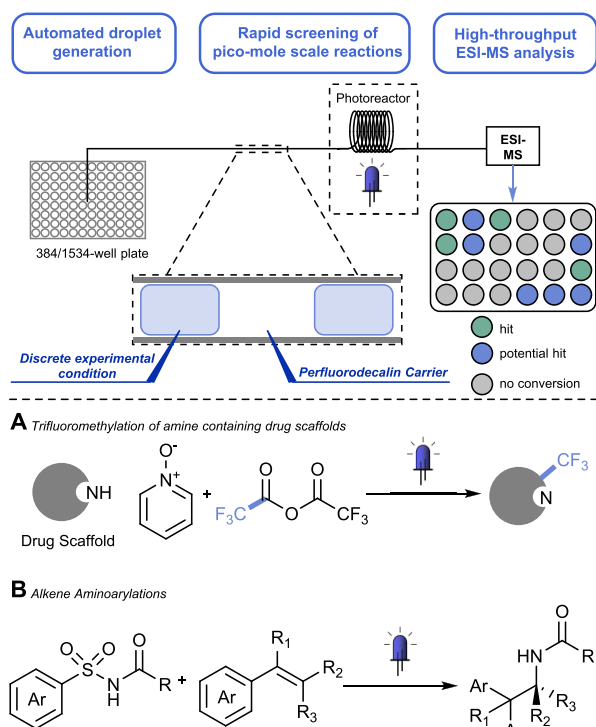 Automated droplet
generation
Rapid screening of
pico-mole scale reactions
High-throughput
ESI-MS analysis
Photoreactor
ESI-
MS
384/1534-well plate
hit
potential hit
no conversion
Discrete experimental
condition
Perfluorodecalin Carrier
A Trifluoromethylation of amine containing drug scaffolds
NH
Drug Scaffold
O-
N+
+
O O
F3C O CF3
CF3
N
B Alkene Aminoarylations
O O O
S
N
H
R
Ar
+
R1
R2
R3
Ar
O
HN R
Ar
R3
R1 R2